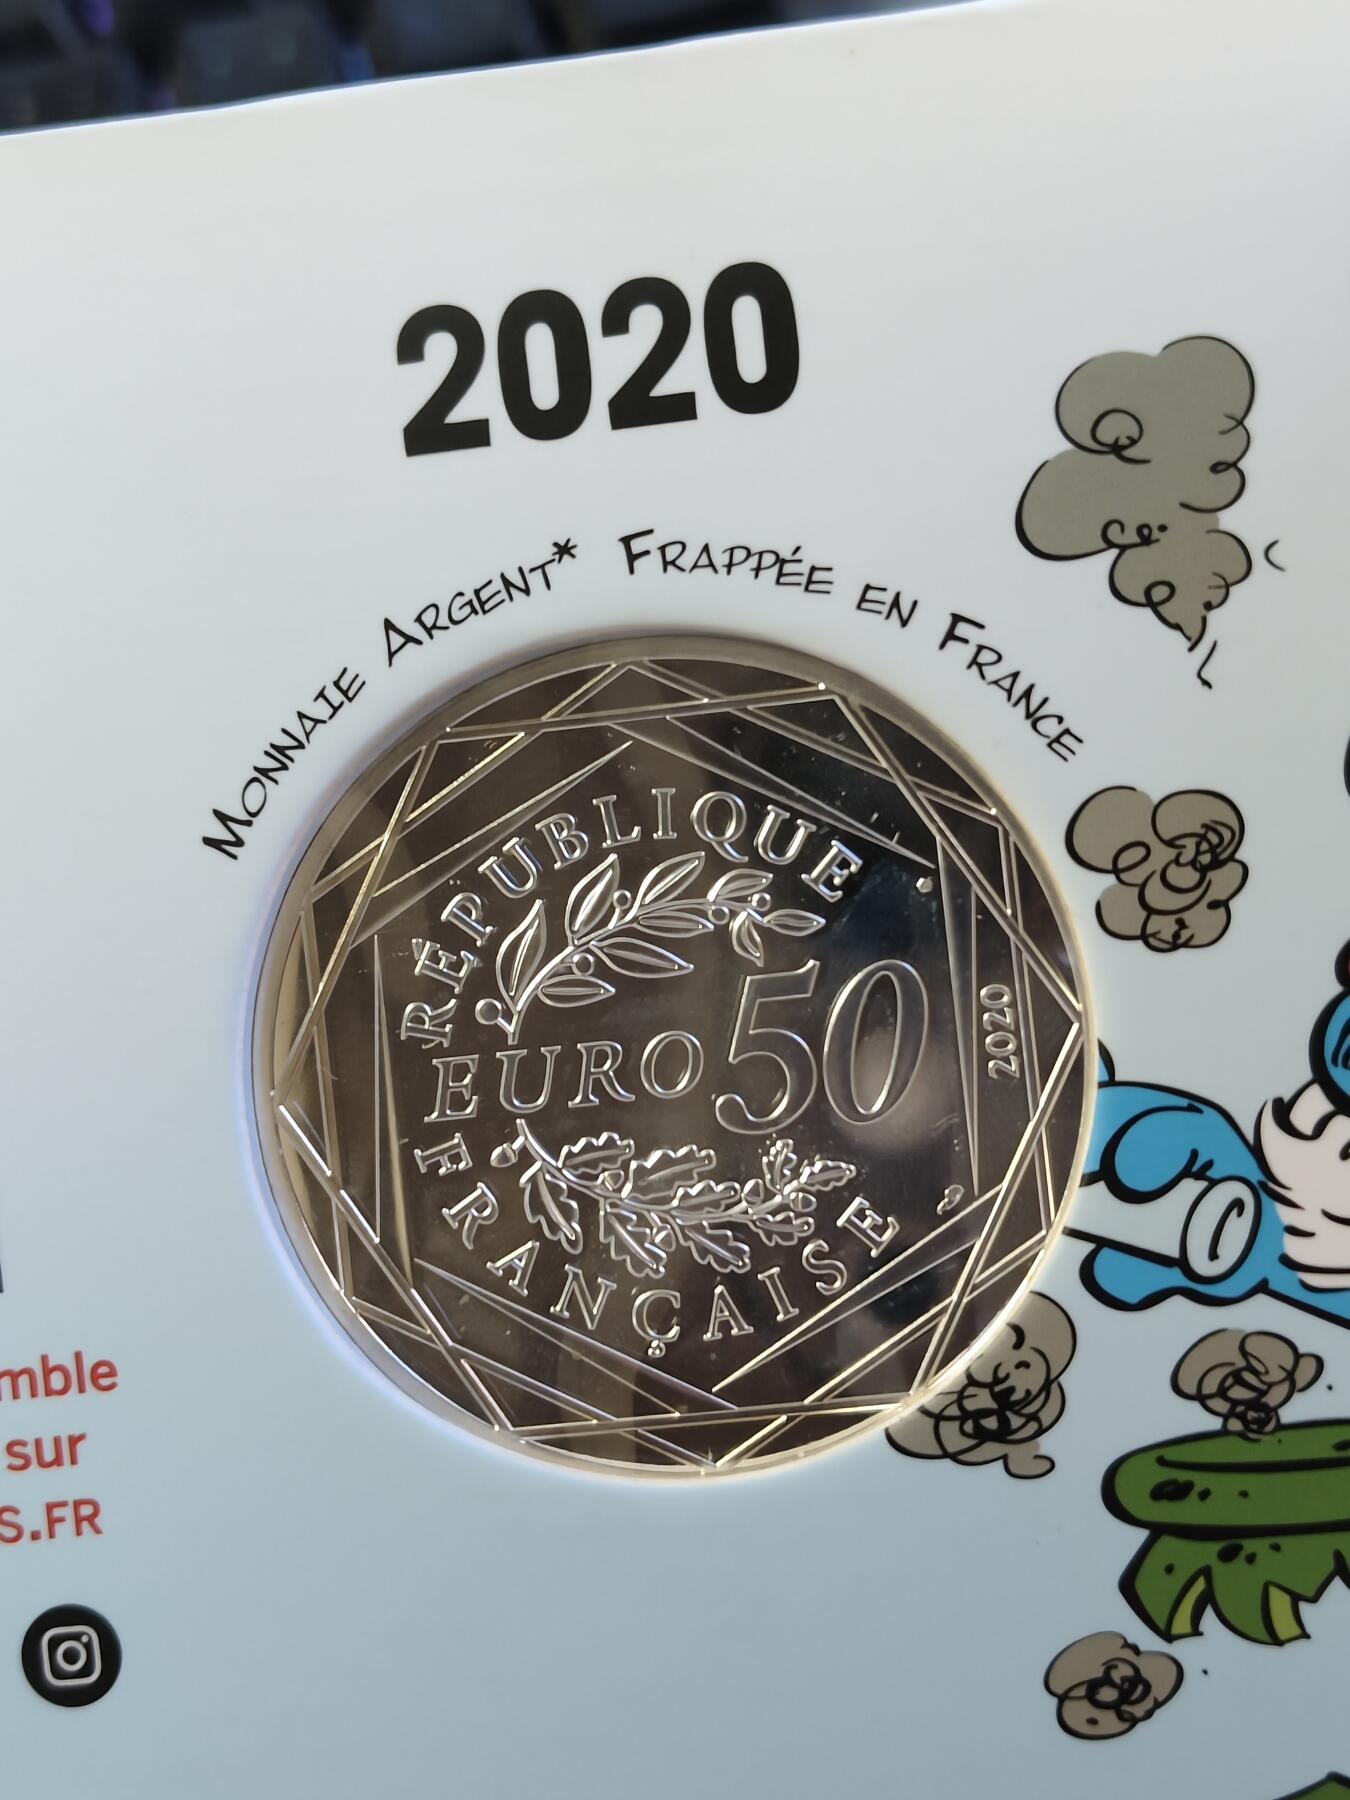 2020
MONNAIE ARGENT* FRAPPÉE EN FRANCE
RÉPUBLIQUE
EURO 50
2020
FRANÇAISE
mble
sur
S.FR